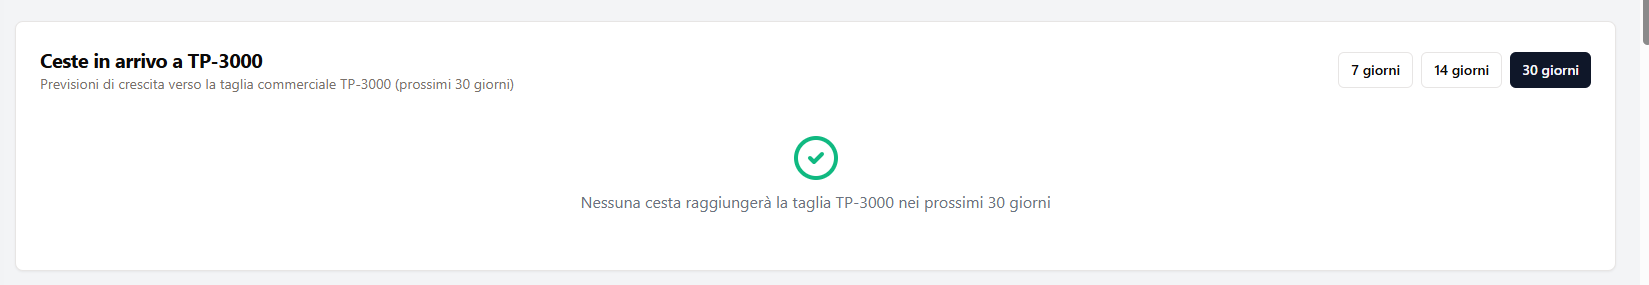 Ceste in arrivo a TP-3000
Previsioni di crescita verso la taglia commerciale TP-3000 (prossimi 30 giorni)
7 giorni
14 giorni
30 giorni
Nessuna cesta raggiungerà la taglia TP-3000 nei prossimi 30 giorni